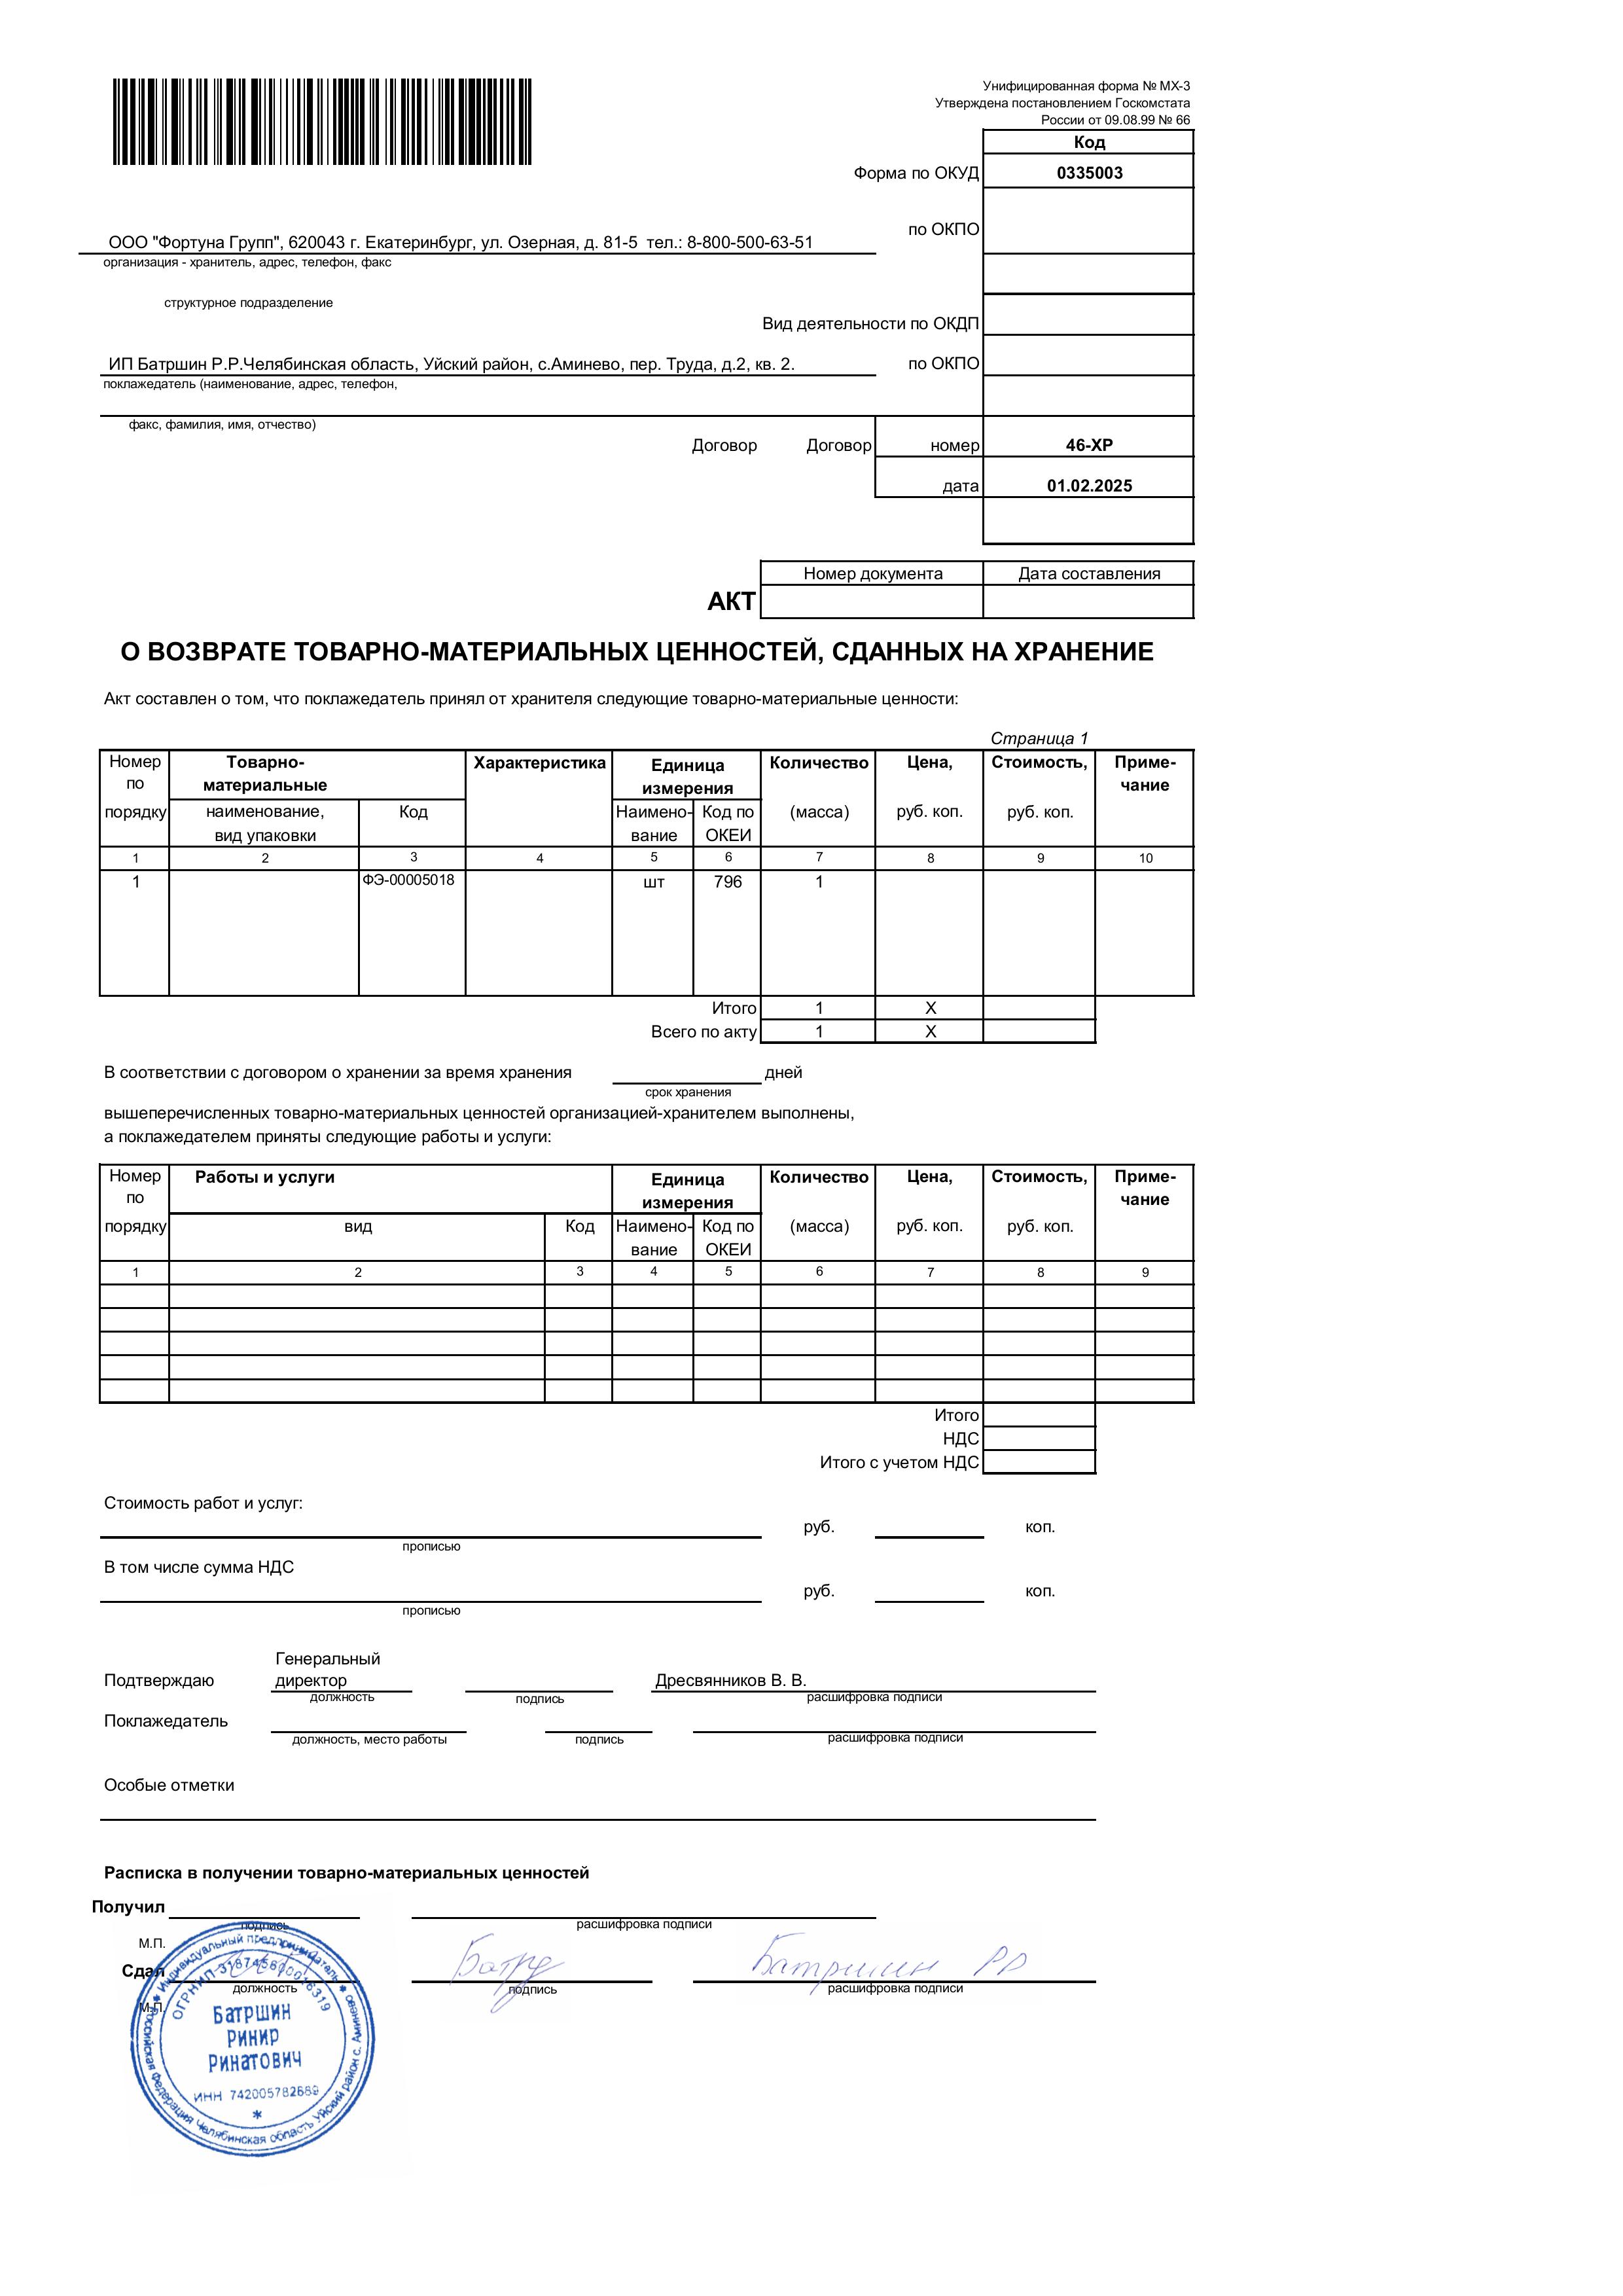 Унифицированная форма № МХ-3
Утверждена постановлением Госкомстата
России от 09.08.99 № 66
Код
Форма по ОКУД 0335003
по ОКПО
ООО "Фортуна Групп", 620043 г. Екатеринбург, ул. Озерная, д. 81-5 тел.: 8-800-500-63-51
организация - хранитель, адрес, телефон, факс
структурное подразделение
Вид деятельности по ОКДП
ИП Батршин Р.Р.Челябинская область, Уйский район, с.Аминево, пер. Труда, д.2, кв. 2. по ОКПО
поклажедатель (наименование, адрес, телефон,
факс, фамилия, имя, отчество)
Договор Договор номер 46-ХР
дата 01.02.2025
Номер документа Дата составления
АКТ
О ВОЗВРАТЕ ТОВАРНО-МАТЕРИАЛЬНЫХ ЦЕННОСТЕЙ, СДАННЫХ НА ХРАНЕНИЕ
Акт составлен о том, что поклажедатель принял от хранителя следующие товарно-материальные ценности:
Страница 1
Номер Товарно- Характеристика Единица Количество Цена, Стоимость, Приме-
по материальные измерения чание
порядку наименование, Код Наимено- Код по (масса) руб. коп. руб. коп.
вид упаковки вание ОКЕИ
1 2 3 4 5 6 7 8 9 10
1 ФЭ-00005018 шт 796 1
Итого 1 Х
Всего по акту 1 Х
В соответствии с договором о хранении за время хранения дней
срок хранения
вышеперечисленных товарно-материальных ценностей организацией-хранителем выполнены,
а поклажедателем приняты следующие работы и услуги:
Номер Работы и услуги Единица Количество Цена, Стоимость, Приме-
по измерения чание
порядку вид Код Наимено- Код по (масса) руб. коп. руб. коп.
вание ОКЕИ
1 2 3 4 5 6 7 8 9
Итого
НДС
Итого с учетом НДС
Стоимость работ и услуг:
руб. коп.
прописью
В том числе сумма НДС
руб. коп.
прописью
Генеральный
Подтверждаю директор Дресвянников В. В.
должность подпись расшифровка подписи
Поклажедатель
должность, место работы подпись расшифровка подписи
Особые отметки
Расписка в получении товарно-материальных ценностей
Получил
подпись расшифровка подписи
М.П.
Сдал Батршин РР
должность подпись расшифровка подписи
М.П.
Индивидуальный предприниматель
Российская Федерация Челябинская область Уйский район с. Аминево
ОГРНИП
Батршин
Ринир
Ринатович
ИНН 742005782689